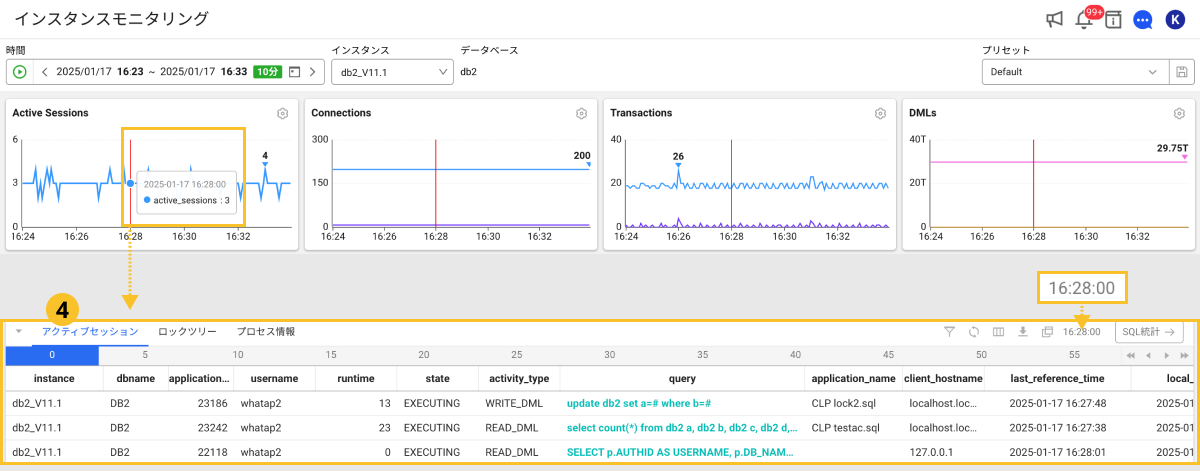 インスタンスモニタリング
99+
K
時間
インスタンス
データベース
プリセット
2025/01/17 16:23 ~ 2025/01/17 16:33 10分
db2_V11.1
db2
Default
Active Sessions
6
3
0
4
2025-01-17 16:28:00
active_sessions : 3
16:24 16:26 16:28 16:30 16:32
Connections
300
150
0
200
16:24 16:26 16:28 16:30 16:32
Transactions
40
20
0
26
16:24 16:26 16:28 16:30 16:32
DMLs
40T
20T
0
29.75T
16:24 16:26 16:28 16:30 16:32
16:28:00
4
アクティブセッション ロックツリー プロセス情報
16:28:00 SQL統計
0 5 10 15 20 25 30 35 40 45 50 55
instance dbname application... username runtime state activity_type query application_name client_hostname last_reference_time local_
db2_V11.1 DB2 23186 whatap2 13 EXECUTING WRITE_DML update db2 set a=# where b=# CLP lock2.sql localhost.loc... 2025-01-17 16:27:48 2025-01
db2_V11.1 DB2 23242 whatap2 23 EXECUTING READ_DML select count(*) from db2 a, db2 b, db2 c, db2 d,... CLP testac.sql localhost.loc... 2025-01-17 16:27:38 2025-01
db2_V11.1 DB2 22118 whatap2 0 EXECUTING READ_DML SELECT p.AUTHID AS USERNAME, p.DB_NAM... 127.0.0.1 2025-01-17 16:28:01 2025-01